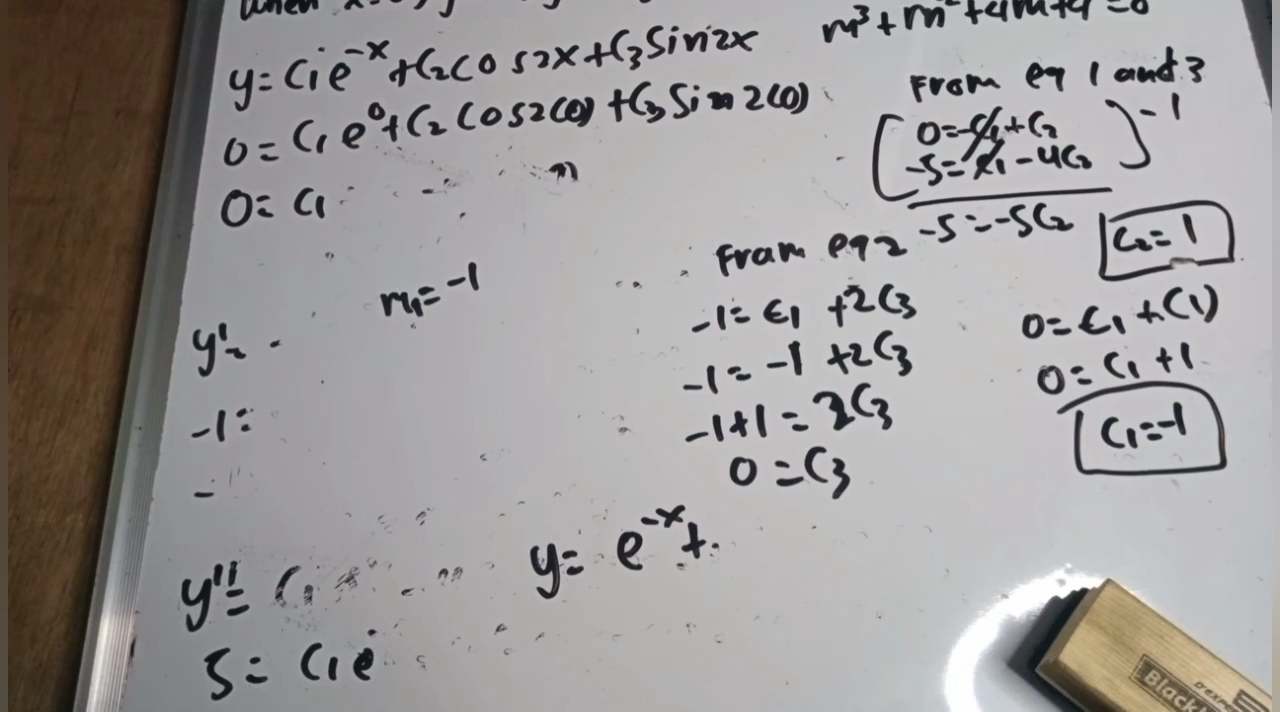 when x=0, y
m³+m²+4m+4=0
y=C₁e⁻ˣ+C₂cos2x+C₃Sin2x
0=C₁e⁰+C₂Cos2(0)+C₃Sin2(0)
0=C₁
m₁=-1
y'=
-1=
-
y''=C₁
5=C₁e
From eq 1 and 3
[0=C₁+C₂
-5=C₁-4C₂]-1
-5=-5C₂
C₂=1
From eq2
-1=C₁+2C₃
-1=-1+2C₃
-1+1=2C₃
0=C₃
0=C₁+(1)
0=C₁+1
C₁=-1
y=e⁻ˣ+